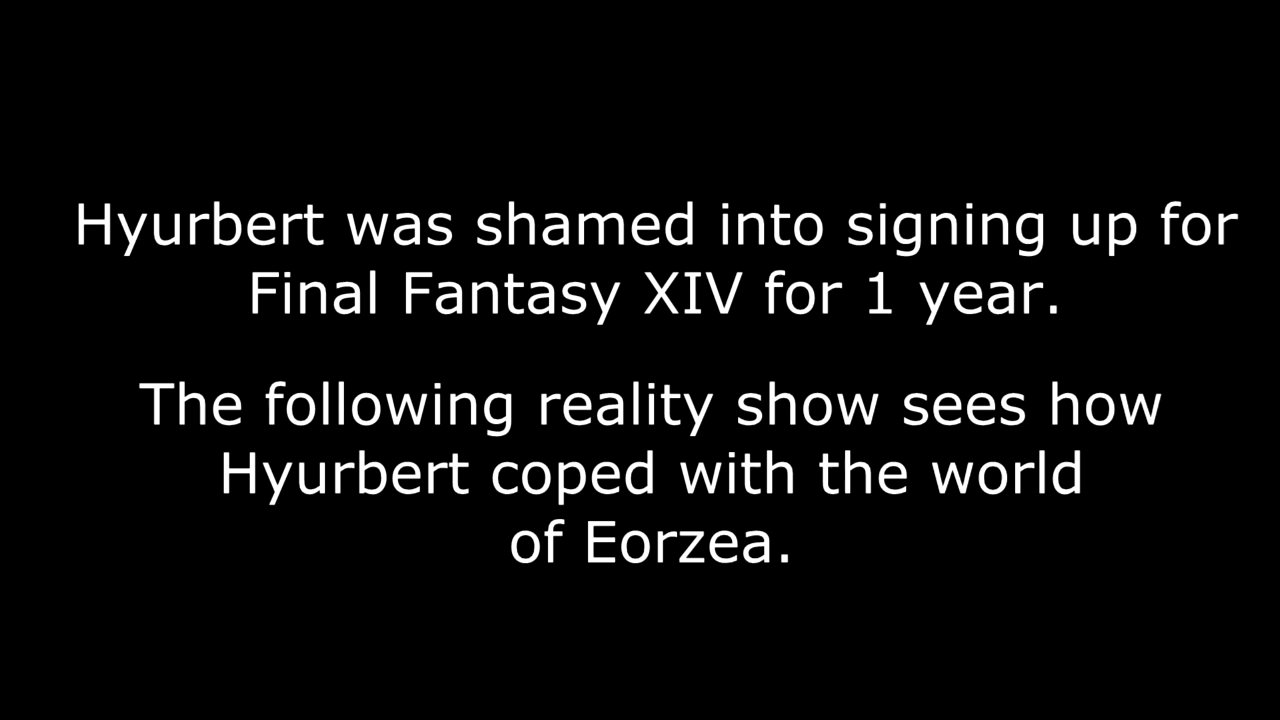 Hyurbert was shamed into signing up for
Final Fantasy XIV for 1 year.
The following reality show sees how
Hyurbert coped with the world
of Eorzea.